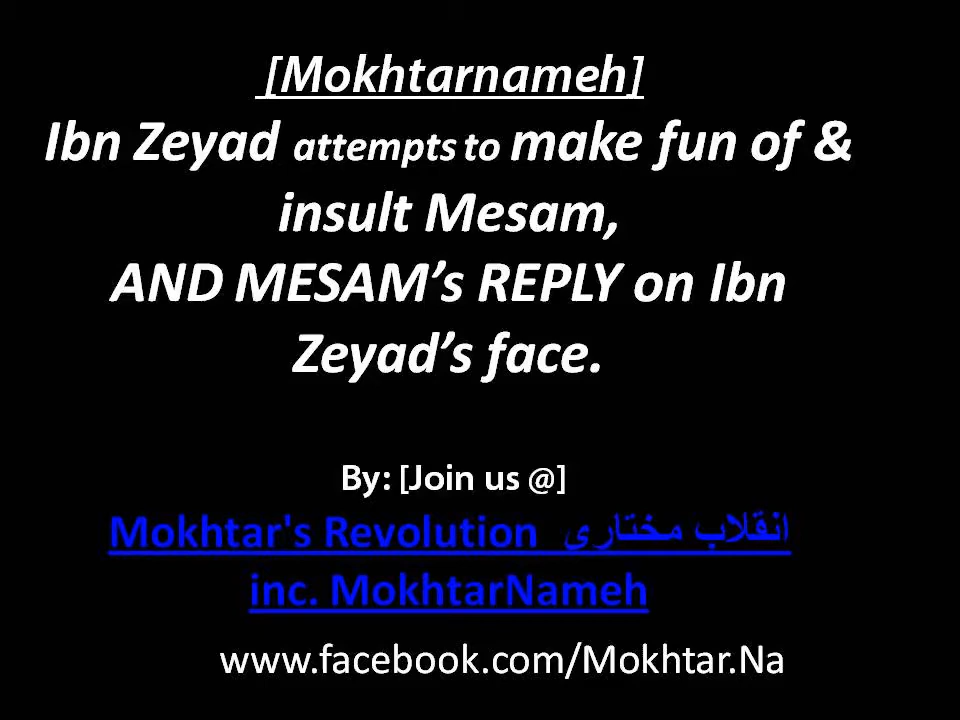 [Mokhtarnameh]
Ibn Zeyad attempts to make fun of &
insult Mesam,
AND MESAM’s REPLY on Ibn
Zeyad’s face.
By: [Join us @]
Mokhtar's Revolution انقلاب مختاری
inc. MokhtarNameh
www.facebook.com/Mokhtar.Na